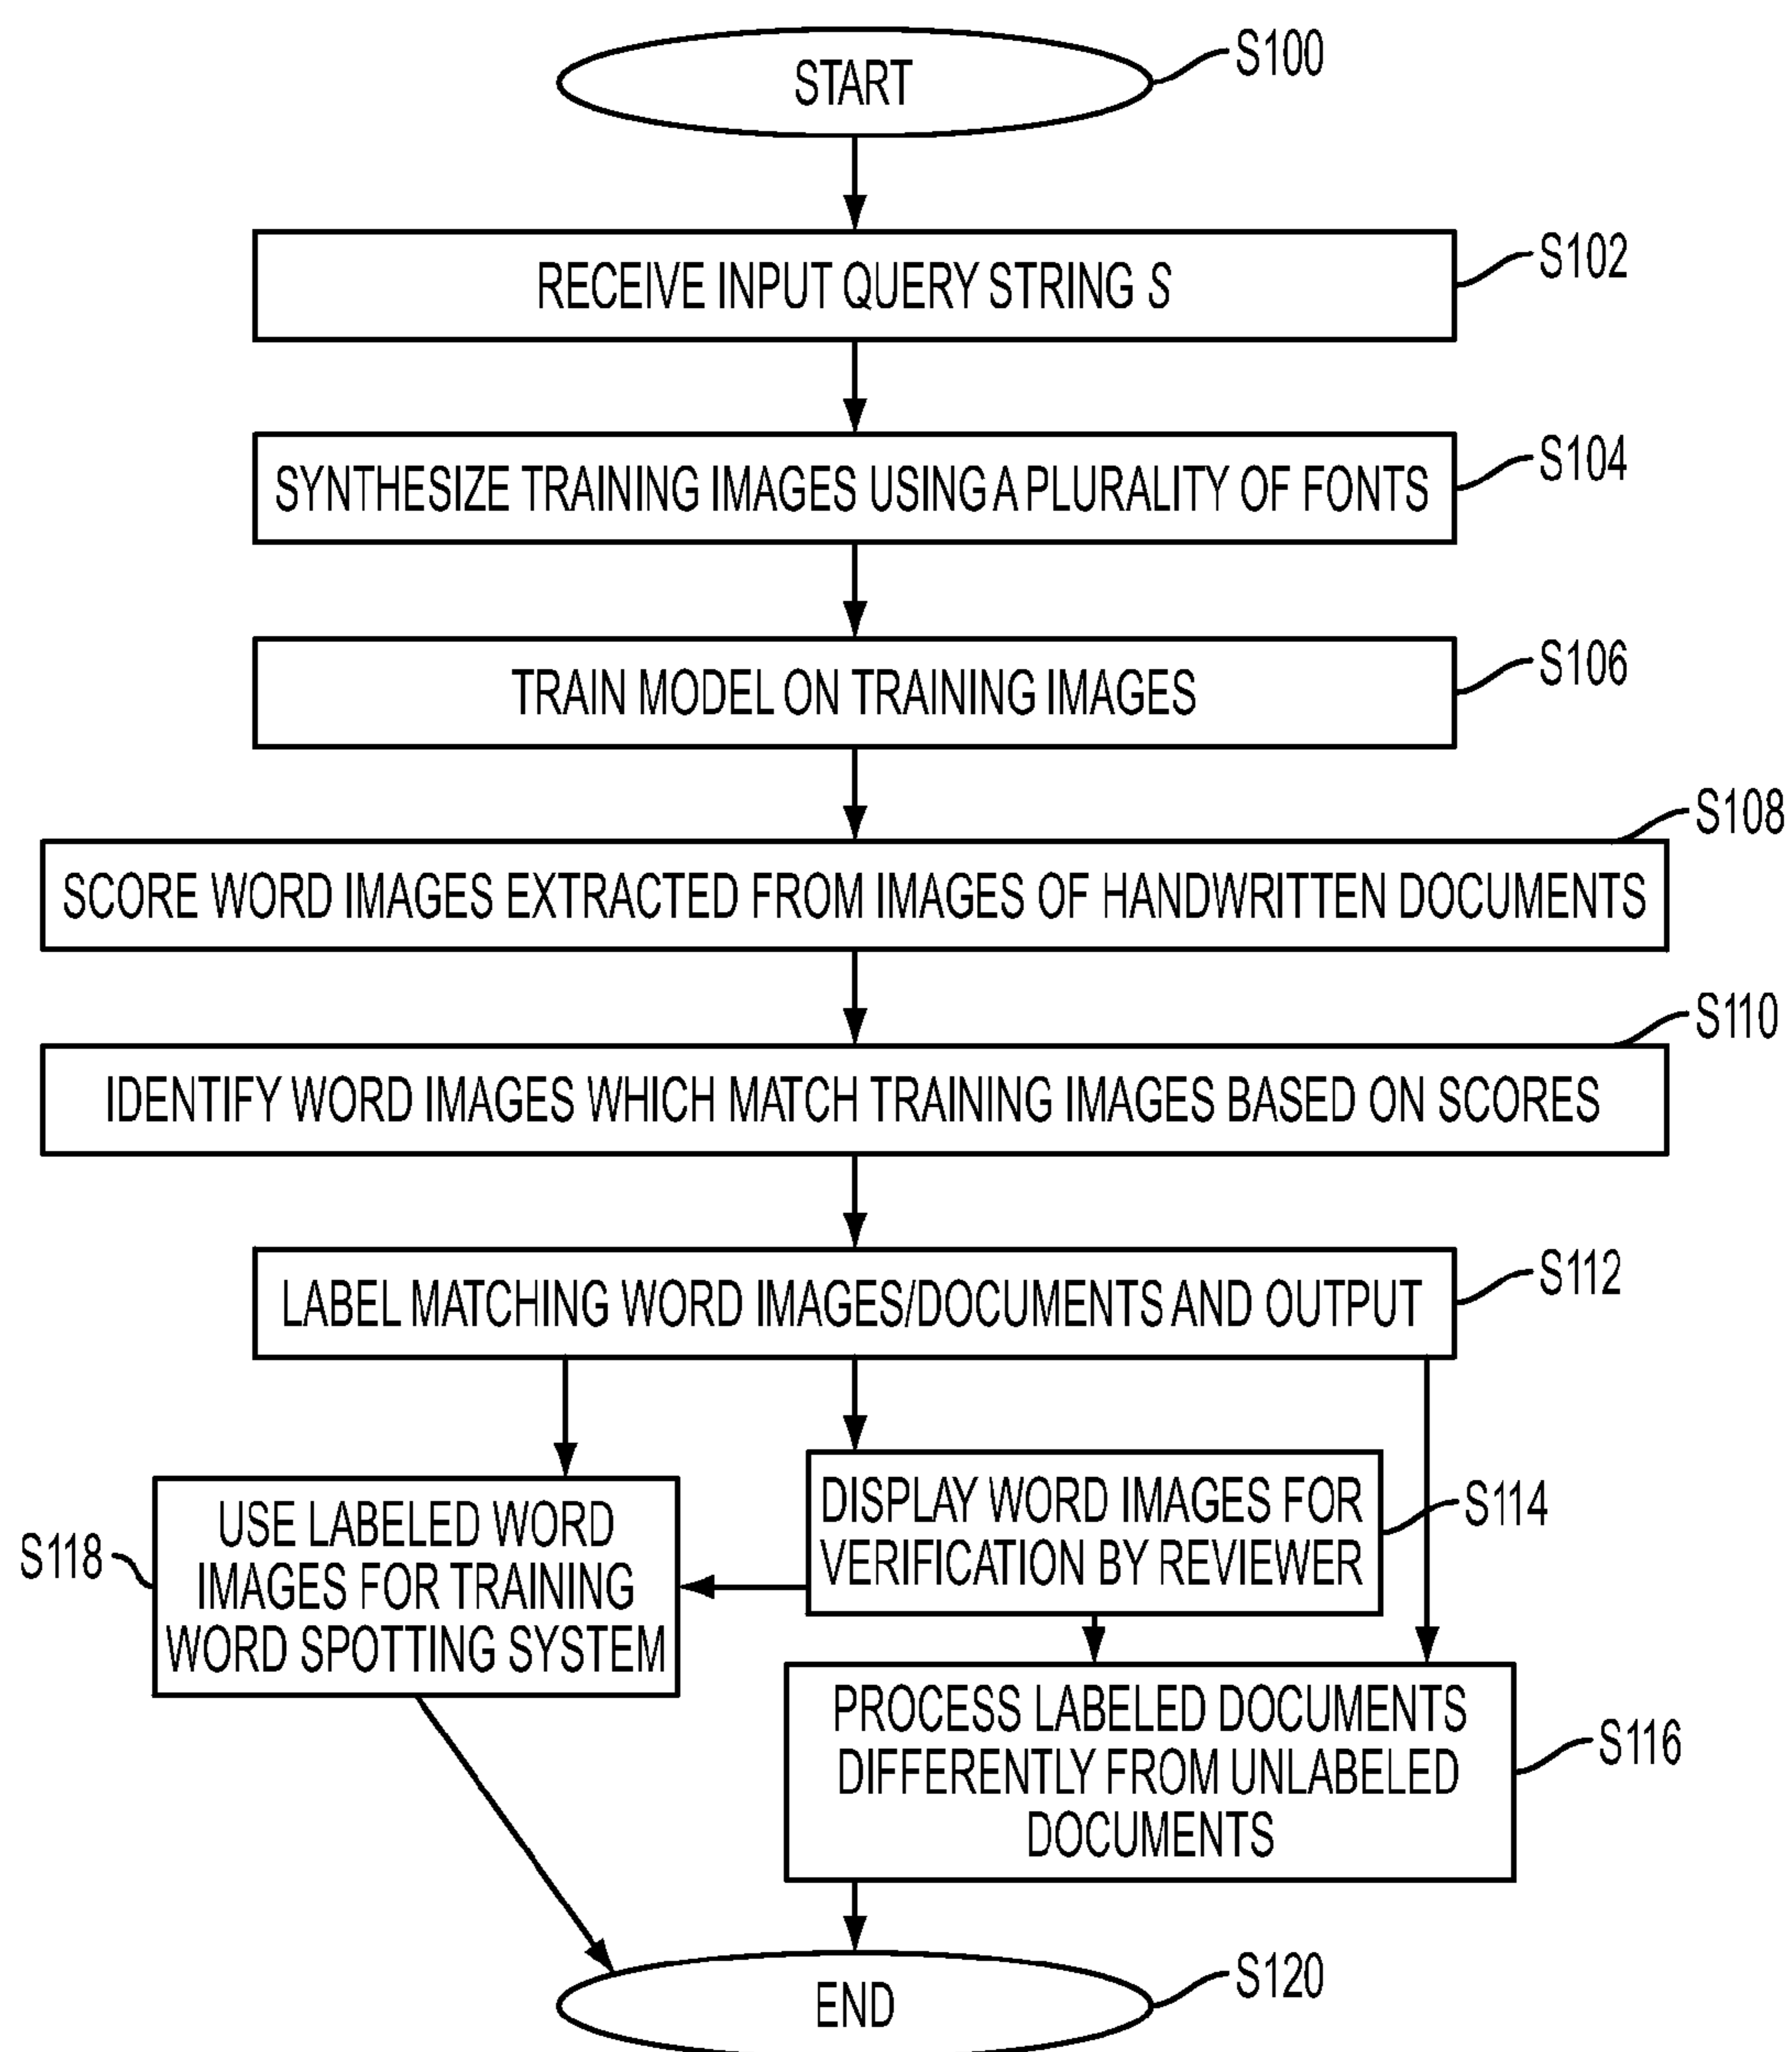 START
S100
RECEIVE INPUT QUERY STRING S
S102
SYNTHESIZE TRAINING IMAGES USING A PLURALITY OF FONTS
S104
TRAIN MODEL ON TRAINING IMAGES
S106
SCORE WORD IMAGES EXTRACTED FROM IMAGES OF HANDWRITTEN DOCUMENTS
S108
IDENTIFY WORD IMAGES WHICH MATCH TRAINING IMAGES BASED ON SCORES
S110
LABEL MATCHING WORD IMAGES/DOCUMENTS AND OUTPUT
S112
DISPLAY WORD IMAGES FOR
VERIFICATION BY REVIEWER
S114
S118
USE LABELED WORD
IMAGES FOR TRAINING
WORD SPOTTING SYSTEM
PROCESS LABELED DOCUMENTS
DIFFERENTLY FROM UNLABELED
DOCUMENTS
S116
END
S120